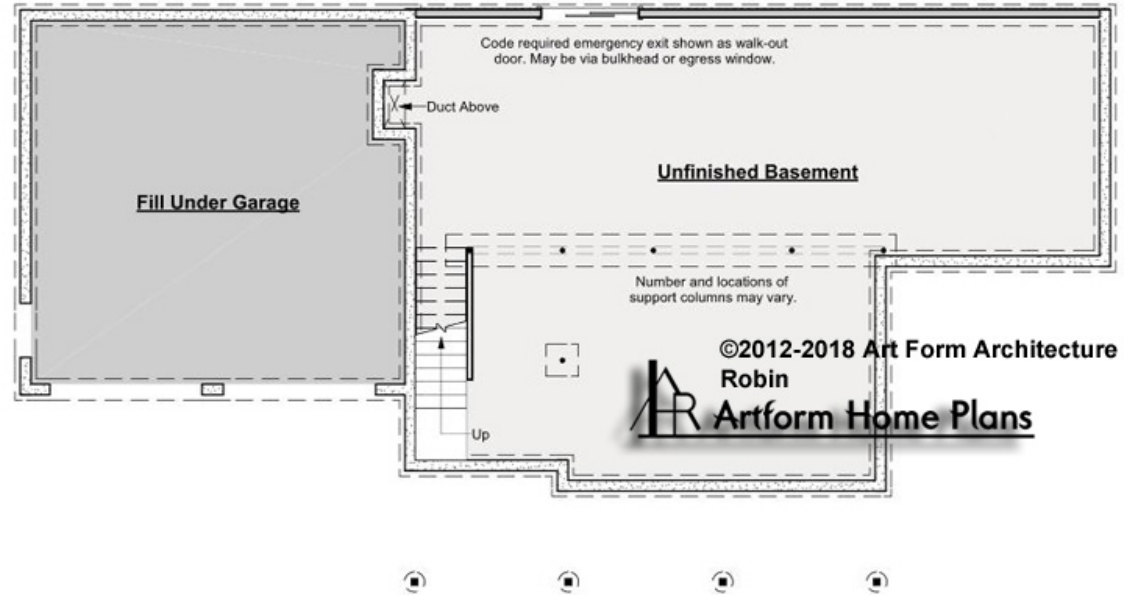 Code required emergency exit shown as walk-out
door. May be via bulkhead or egress window.
Duct Above
Unfinished Basement
Fill Under Garage
Number and locations of
support columns may vary.
©2012-2018 Art Form Architecture
Robin
AFR Artform Home Plans
Up